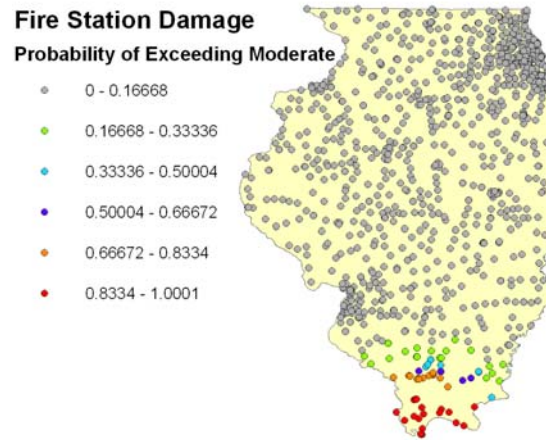 Fire Station Damage
Probability of Exceeding Moderate
0 - 0.16668
0.16668 - 0.33336
0.33336 - 0.50004
0.50004 - 0.66672
0.66672 - 0.8334
0.8334 - 1.0001